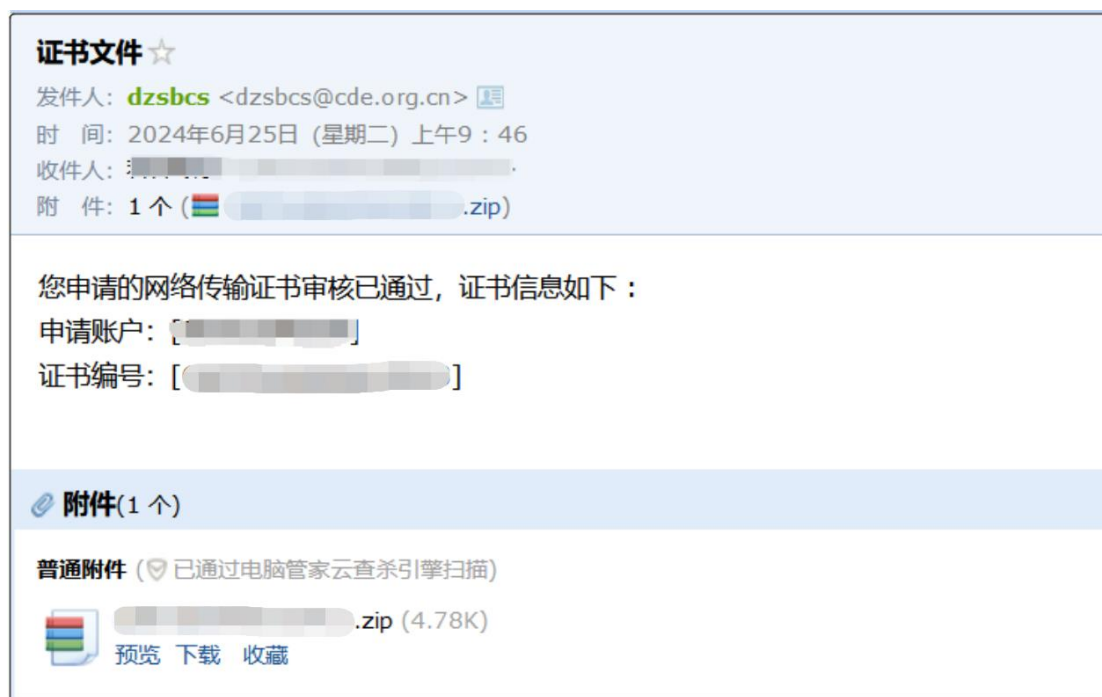 证书文件
发件人：dzsbcs <dzsbcs@cde.org.cn>
时 间：2024年6月25日 (星期二) 上午9：46
收件人：
附 件：1 个 ( .zip)
您申请的网络传输证书审核已通过，证书信息如下：
申请账户：[ ]
证书编号：[ ]
附件(1 个)
普通附件 (已通过电脑管家云查杀引擎扫描)
.zip (4.78K)
预览 下载 收藏